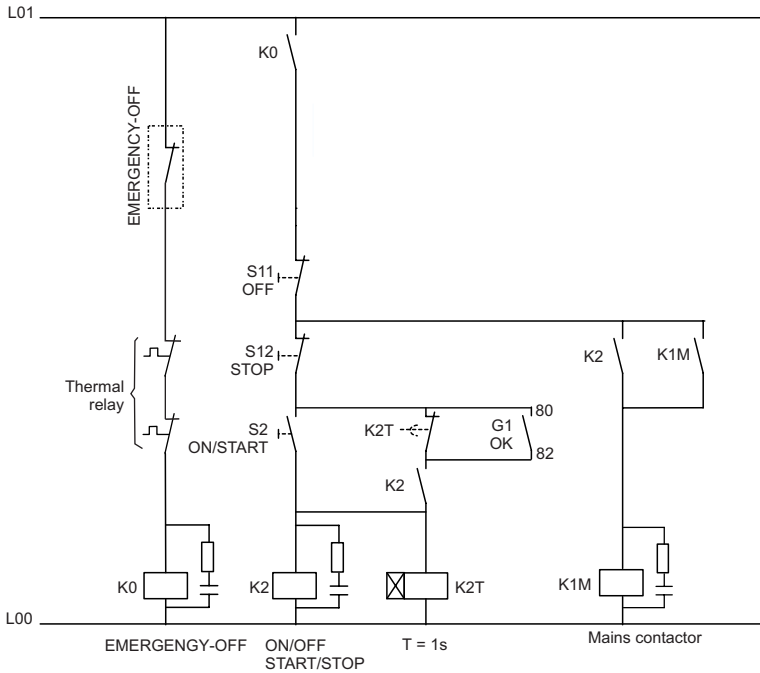 L01
K0
EMERGENCY-OFF
S11
OFF
S12
STOP
K2
K1M
Thermal
relay
S2
ON/START
K2T
G1
OK
80
82
K2
K0
K2
K2T
K1M
L00
EMERGENGY-OFF
ON/OFF
START/STOP
T = 1s
Mains contactor